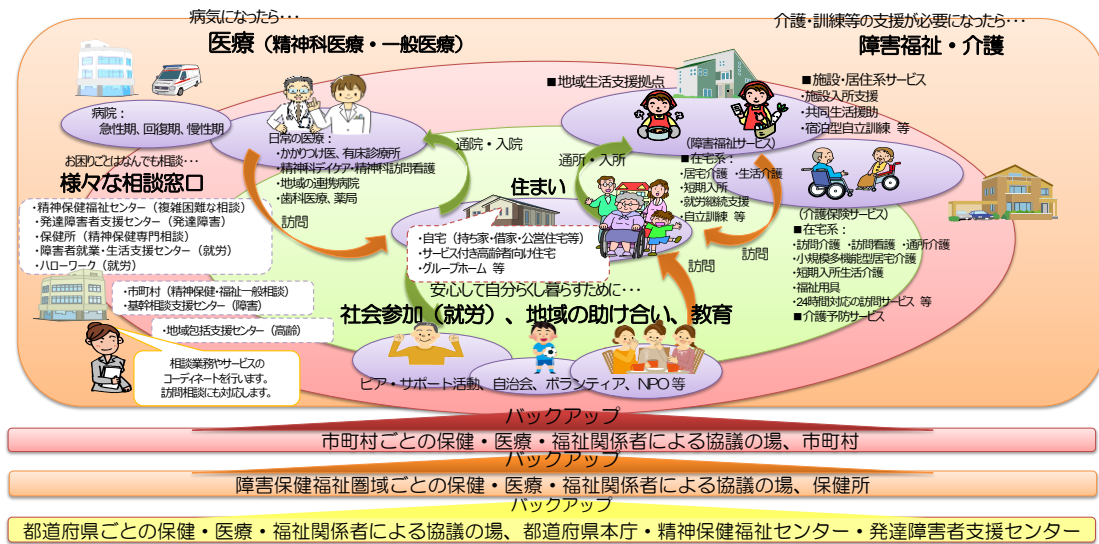 病気になったら・・・
医療（精神科医療・一般医療）
介護・訓練等の支援が必要になったら・・・
障害福祉・介護
病院：
急性期、回復期、慢性期
日常の医療：
・かかりつけ医、有床診療所
・精神科デイケア・精神科訪問看護
・地域の連携病院
・歯科医療、薬局
通院・入院
訪問
■地域生活支援拠点
■施設・居住系サービス
・施設入所支援
・共同生活援助
・宿泊型自立訓練 等
（障害福祉サービス）
■在宅系：
・居宅介護 ・生活介護
・短期入所
・就労継続支援
・自立訓練 等
通所・入所
訪問
訪問
（介護保険サービス）
■在宅系：
・訪問介護 ・訪問看護 ・通所介護
・小規模多機能型居宅介護
・短期入所生活介護
・福祉用具
・24時間対応の訪問サービス 等
■介護予防サービス
お困りごとはなんでも相談・・・
様々な相談窓口
・精神保健福祉センター（複雑困難な相談）
・発達障害者支援センター（発達障害）
・保健所（精神保健専門相談）
・障害者就業・生活支援センター（就労）
・ハローワーク（就労）
・市町村（精神保健・福祉一般相談）
・基幹相談支援センター（障害）
・地域包括支援センター（高齢）
相談業務やサービスの
コーディネートを行います。
訪問相談にも対応します。
住まい
・自宅（持ち家・借家・公営住宅等）
・サービス付き高齢者向け住宅
・グループホーム 等
安心して自分らしく暮らすために・・・
社会参加（就労）、地域の助け合い、教育
ピア・サポート活動、自治会、ボランティア、NPO 等
バックアップ
市町村ごとの保健・医療・福祉関係者による協議の場、市町村
バックアップ
障害保健福祉圏域ごとの保健・医療・福祉関係者による協議の場、保健所
バックアップ
都道府県ごとの保健・医療・福祉関係者による協議の場、都道府県本庁・精神保健福祉センター・発達障害者支援センター